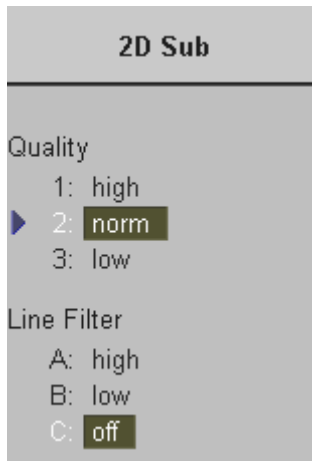 2D Sub
Quality
1: high
2: norm
3: low
Line Filter
A: high
B: low
C: off